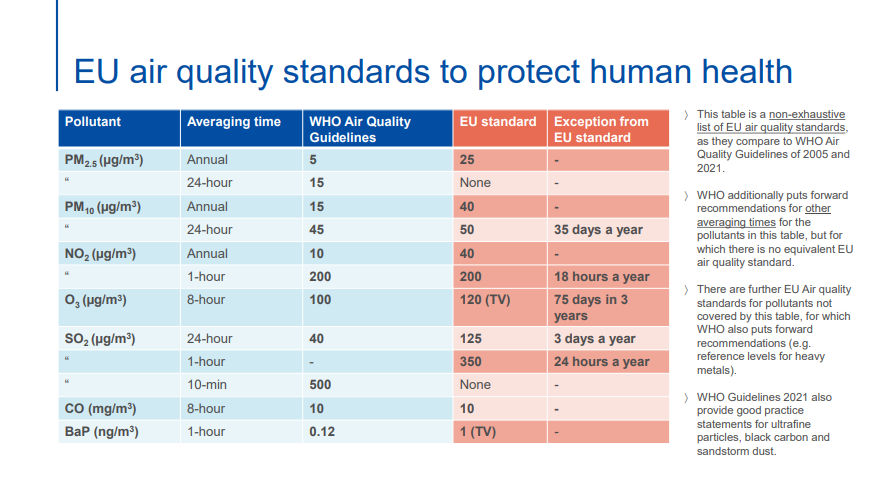 EU air quality standards to protect human health
Pollutant Averaging time WHO Air Quality Guidelines EU standard Exception from EU standard
PM2.5 (µg/m³) Annual 5 25 -
“ 24-hour 15 None -
PM10 (µg/m³) Annual 15 40 -
“ 24-hour 45 50 35 days a year
NO2 (µg/m³) Annual 10 40 -
“ 1-hour 200 200 18 hours a year
O3 (µg/m³) 8-hour 100 120 (TV) 75 days in 3 years
SO2 (µg/m³) 24-hour 40 125 3 days a year
“ 1-hour - 350 24 hours a year
“ 10-min 500 None -
CO (mg/m³) 8-hour 10 10 -
BaP (ng/m³) 1-hour 0.12 1 (TV) -
〉 This table is a non-exhaustive
list of EU air quality standards,
as they compare to WHO Air
Quality Guidelines of 2005 and
2021.
〉 WHO additionally puts forward
recommendations for other
averaging times for the
pollutants in this table, but for
which there is no equivalent EU
air quality standard.
〉 There are further EU Air quality
standards for pollutants not
covered by this table, for which
WHO also puts forward
recommendations (e.g.
reference levels for heavy
metals).
〉 WHO Guidelines 2021 also
provide good practice
statements for ultrafine
particles, black carbon and
sandstorm dust.